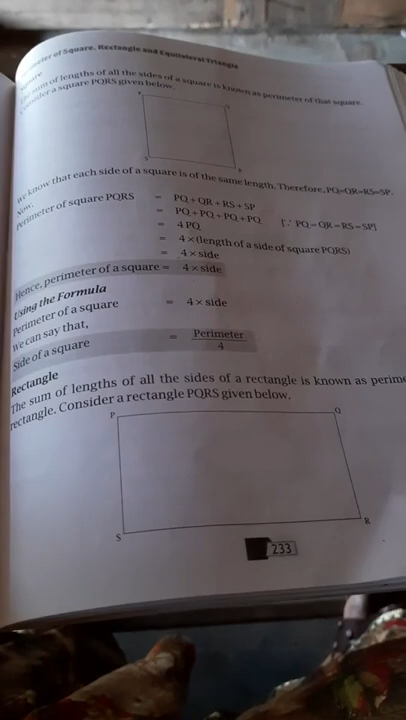 meter of Square, Rectangle and Equilateral Triangle
Square
The sum of lengths of all the sides of a square is known as perimeter of that square.
Consider a square PQRS given below.
P
Q
S
R
We know that each side of a square is of the same length. Therefore, PQ=QR=RS=SP.
Now,
Perimeter of square PQRS = PQ + QR + RS + SP
= PQ + PQ + PQ + PQ [∵ PQ = QR = RS = SP]
= 4 PQ
= 4 × (length of a side of square PQRS)
= 4 × side
Hence, perimeter of a square = 4 × side
Using the Formula
Perimeter of a square = 4 × side
We can say that,
Side of a square = Perimeter
4
Rectangle
The sum of lengths of all the sides of a rectangle is known as perime
rectangle. Consider a rectangle PQRS given below.
P
Q
S
R
233